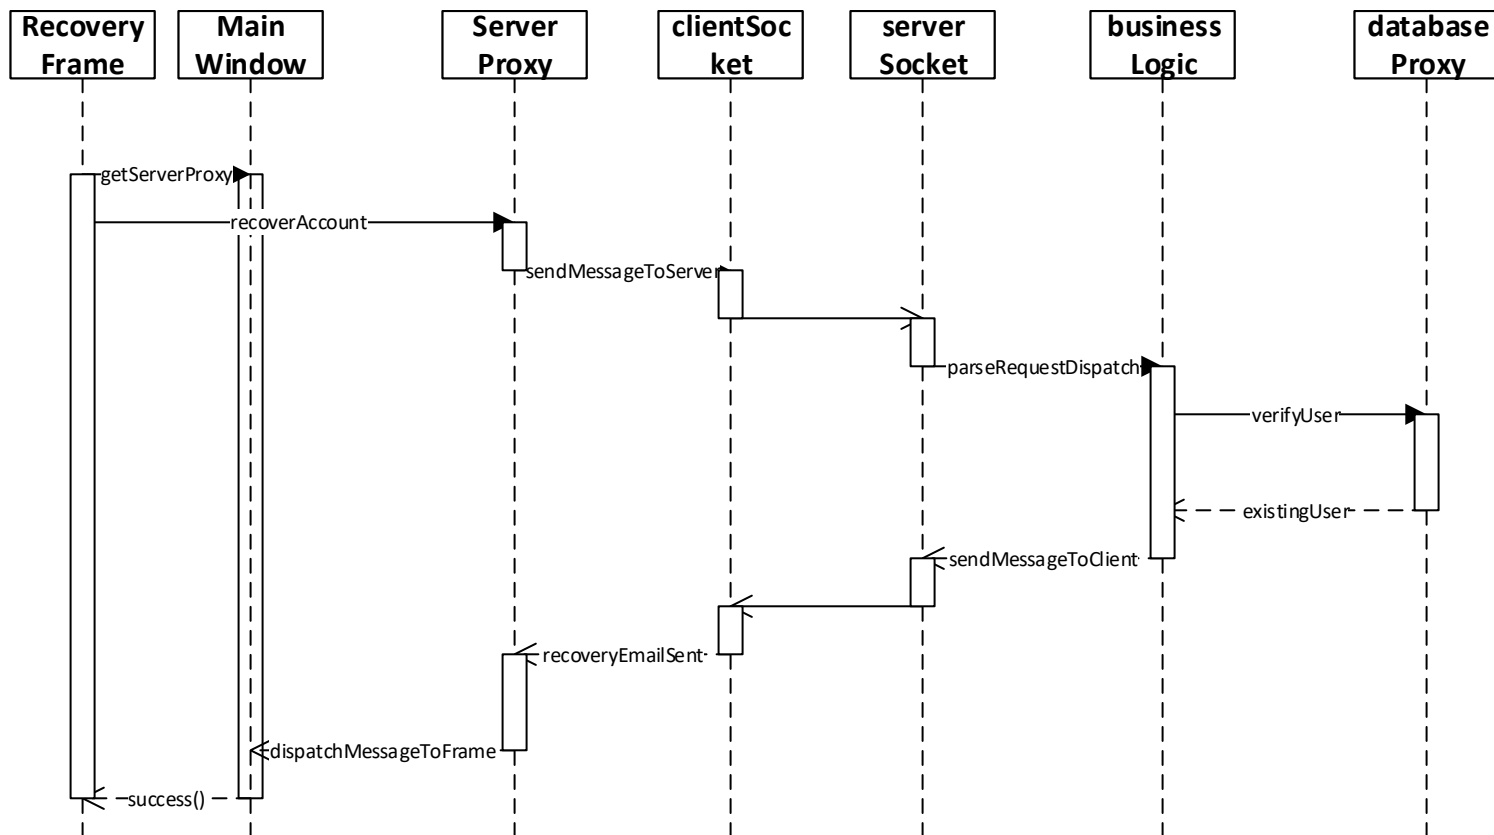 Recovery
Frame
Main
Window
Server
Proxy
clientSoc
ket
server
Socket
business
Logic
database
Proxy
getServerProxy
recoverAccount
sendMessageToServer
parseRequestDispatch
verifyUser
existingUser
sendMessageToClient
recoveryEmailSent
dispatchMessageToFrame
success()